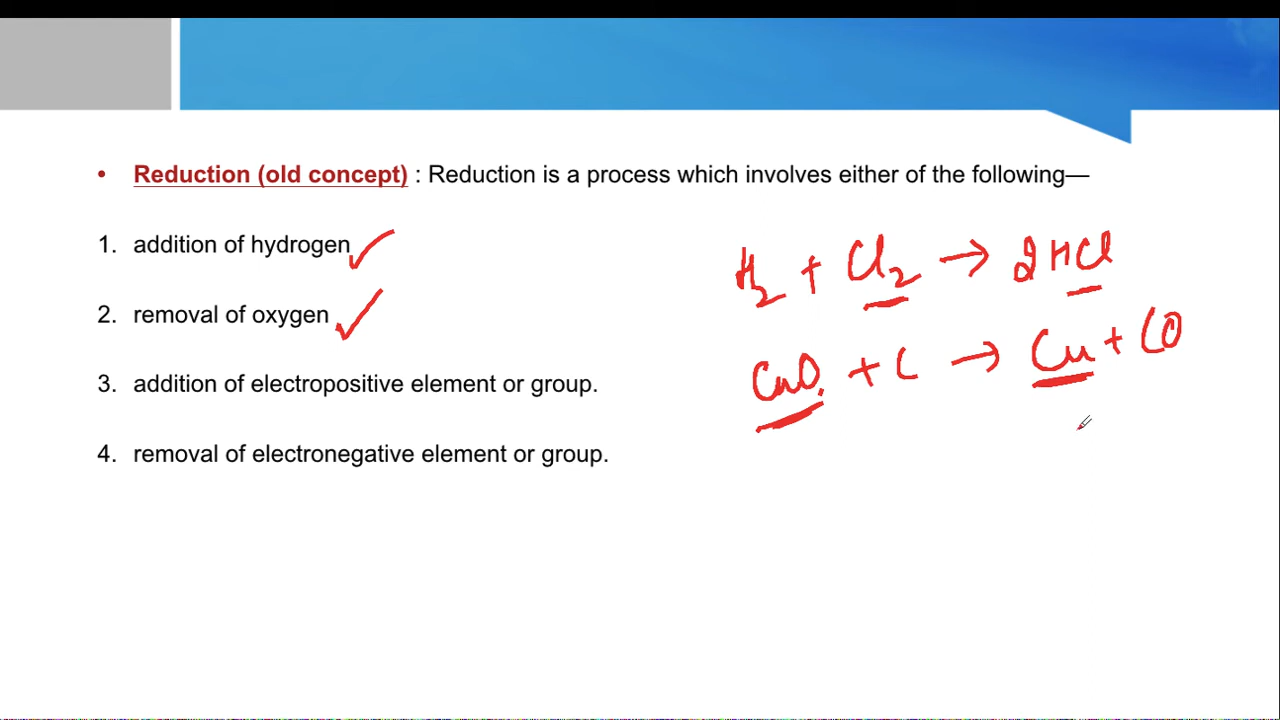 • Reduction (old concept) : Reduction is a process which involves either of the following—
1. addition of hydrogen
2. removal of oxygen
3. addition of electropositive element or group.
4. removal of electronegative element or group.
H₂ + Cl₂ → 2HCl
CuO + C → Cu + CO